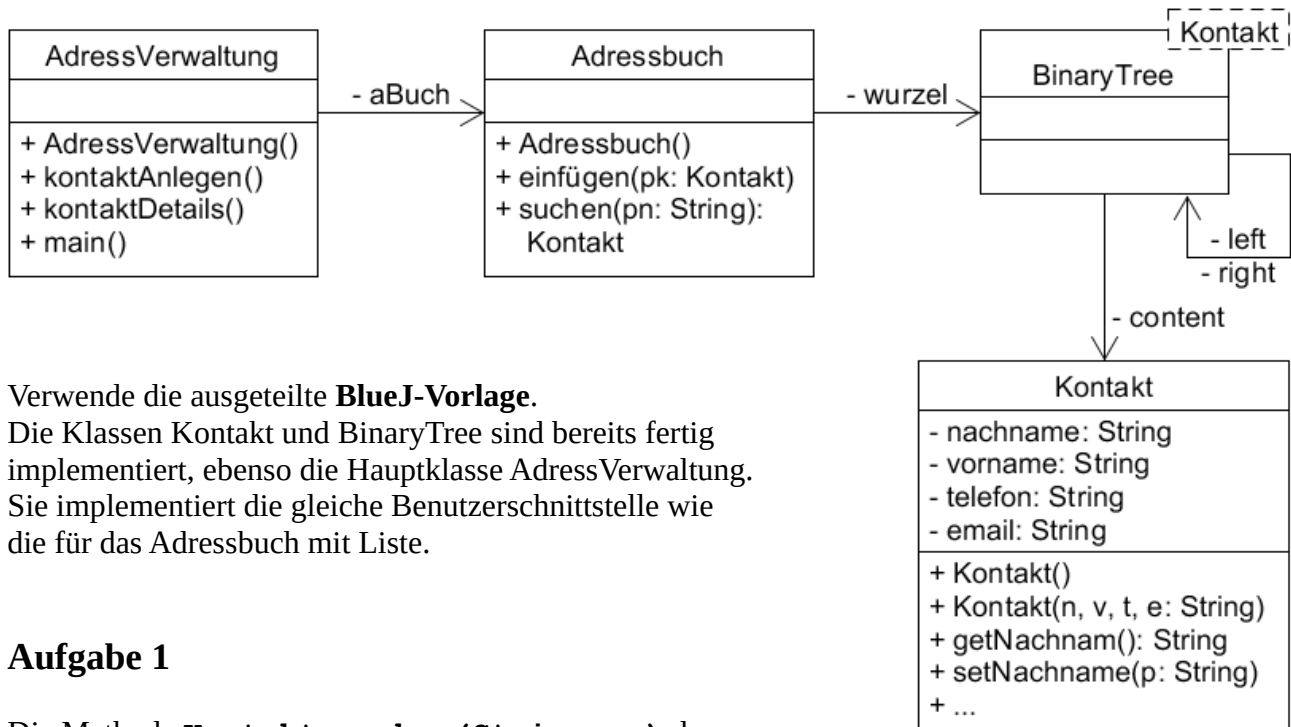 AdressVerwaltung
+ AdressVerwaltung()
+ kontaktAnlegen()
+ kontaktDetails()
+ main()
- aBuch
Adressbuch
+ Adressbuch()
+ einfügen(pk: Kontakt)
+ suchen(pn: String):
Kontakt
- wurzel
Kontakt
BinaryTree
- left
- right
- content
Kontakt
- nachname: String
- vorname: String
- telefon: String
- email: String
+ Kontakt()
+ Kontakt(n, v, t, e: String)
+ getNachnam(): String
+ setNachname(p: String)
+ ...
Verwende die ausgeteilte BlueJ-Vorlage.
Die Klassen Kontakt und BinaryTree sind bereits fertig
implementiert, ebenso die Hauptklasse AdressVerwaltung.
Sie implementiert die gleiche Benutzerschnittstelle wie
die für das Adressbuch mit Liste.
Aufgabe 1